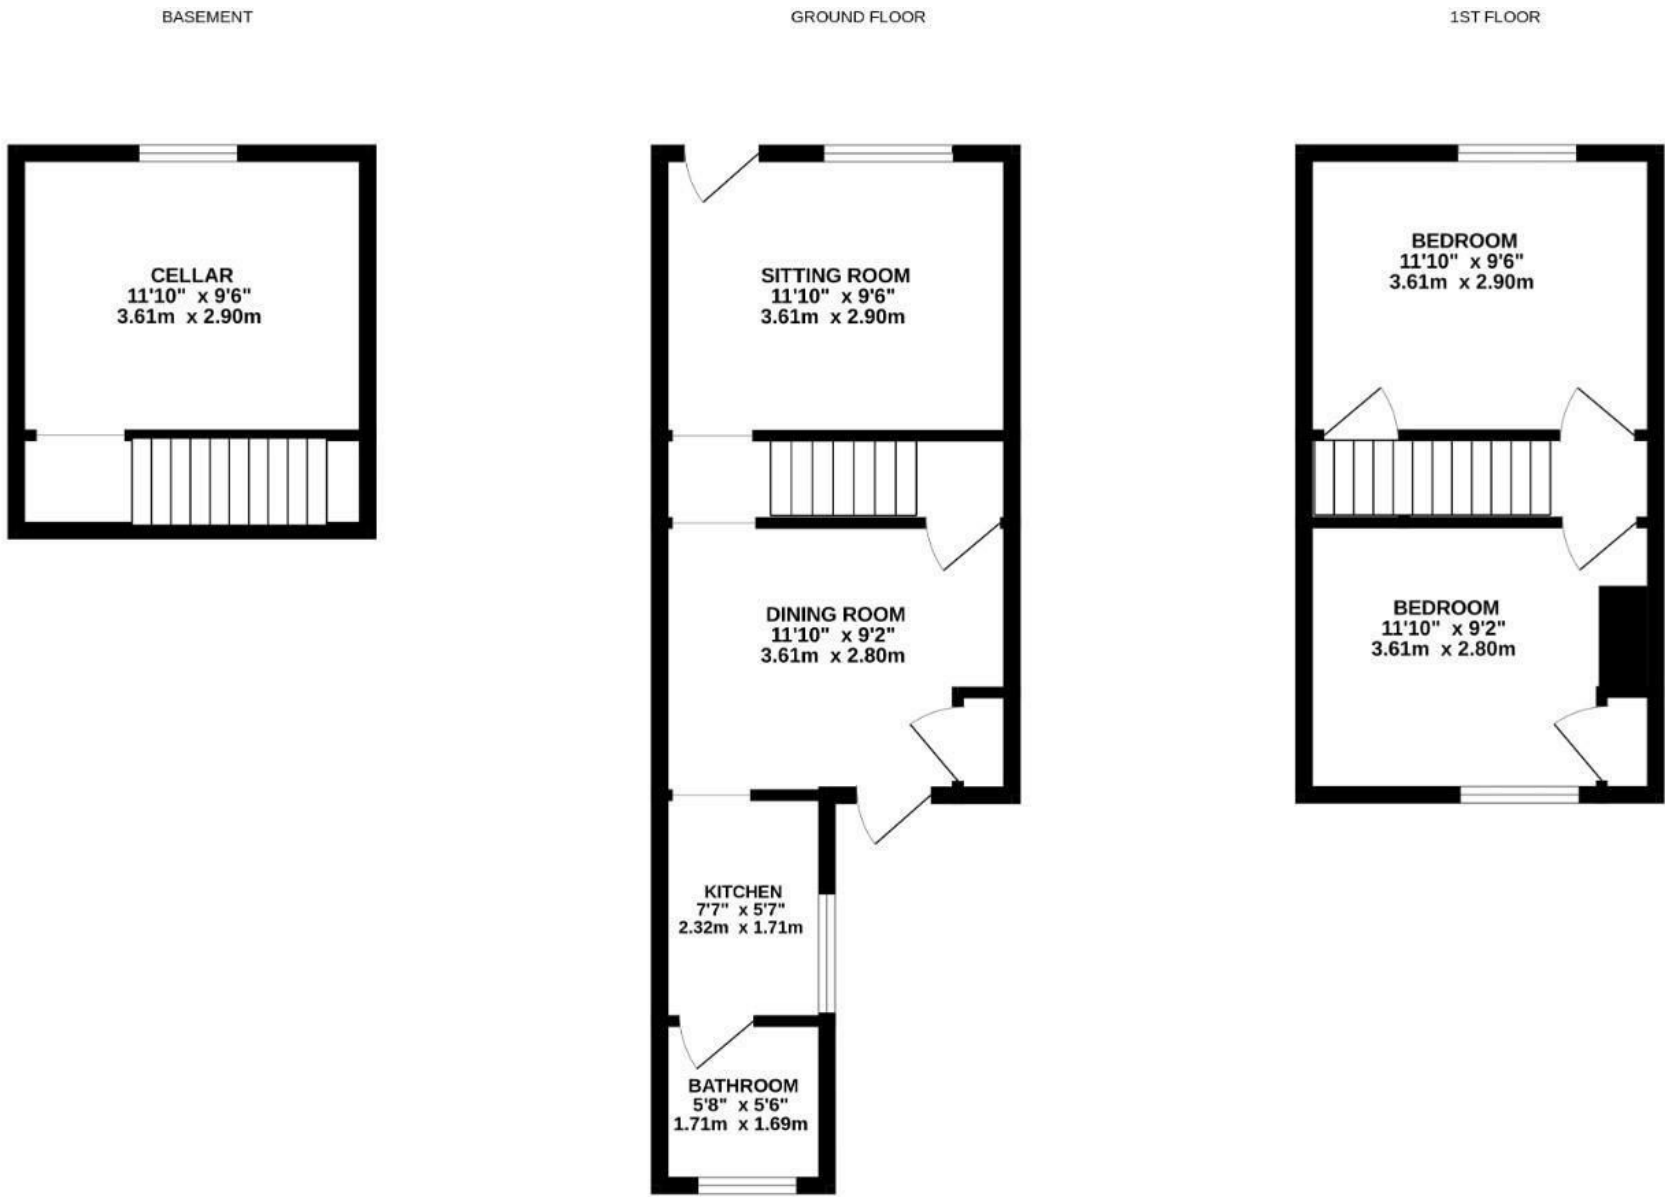 BASEMENT
CELLAR
11'10" x 9'6"
3.61m x 2.90m
GROUND FLOOR
SITTING ROOM
11'10" x 9'6"
3.61m x 2.90m
DINING ROOM
11'10" x 9'2"
3.61m x 2.80m
KITCHEN
7'7" x 5'7"
2.32m x 1.71m
BATHROOM
5'8" x 5'6"
1.71m x 1.69m
1ST FLOOR
BEDROOM
11'10" x 9'6"
3.61m x 2.90m
BEDROOM
11'10" x 9'2"
3.61m x 2.80m